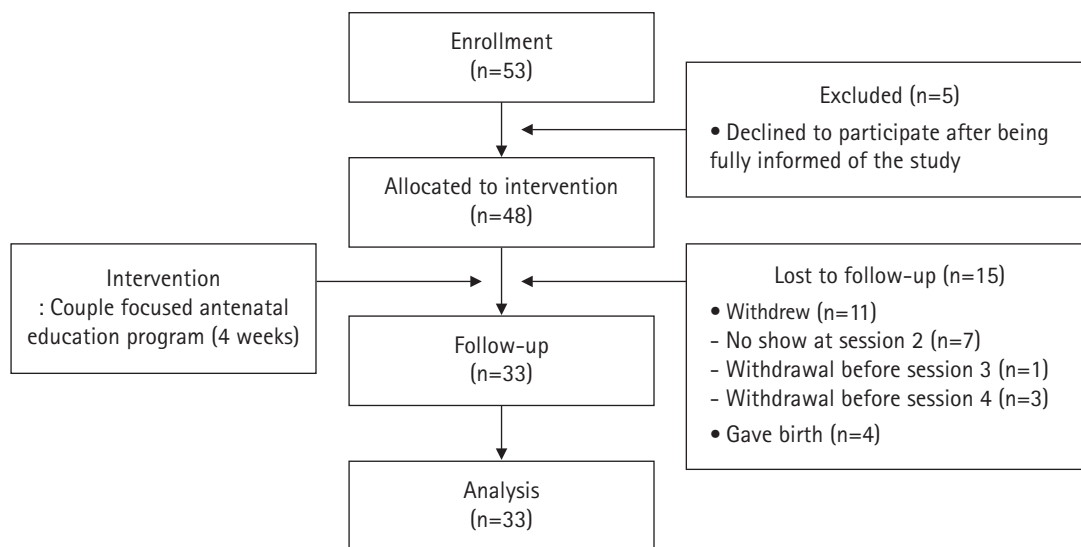 Enrollment
(n=53)
Excluded (n=5)
• Declined to participate after being
fully informed of the study
Allocated to intervention
(n=48)
Intervention
: Couple focused antenatal
education program (4 weeks)
Lost to follow-up (n=15)
• Withdrew (n=11)
- No show at session 2 (n=7)
- Withdrawal before session 3 (n=1)
- Withdrawal before session 4 (n=3)
• Gave birth (n=4)
Follow-up
(n=33)
Analysis
(n=33)